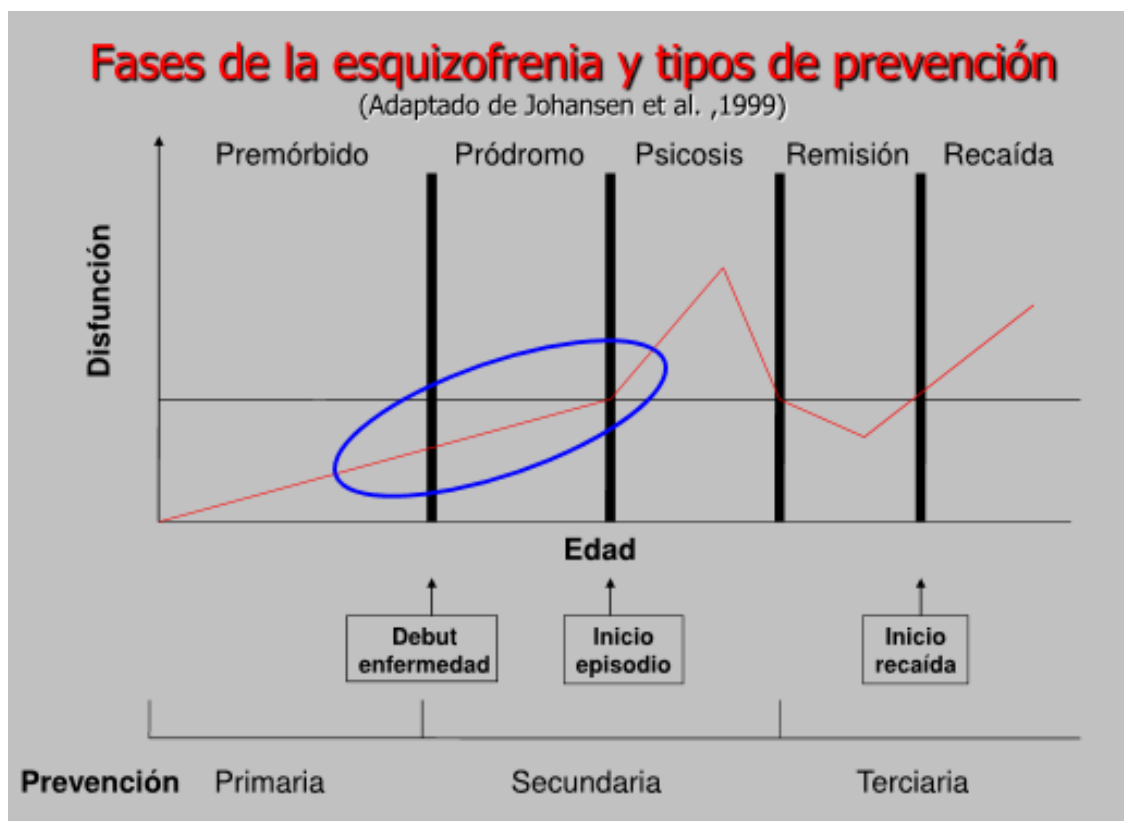 Fases de la esquizofrenia y tipos de prevención
(Adaptado de Johansen et al. ,1999)
Premórbido Pródromo Psicosis Remisión Recaída
Disfunción
Edad
Debut
enfermedad
Inicio
episodio
Inicio
recaída
Prevención Primaria Secundaria Terciaria